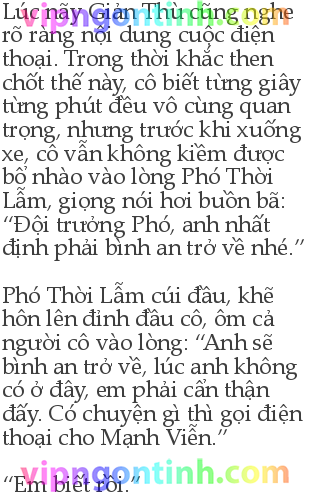 Lúc nãy Giản Thu cũng nghe
vipngontinh.com
rõ ràng nội dung cuộc điện
thoại. Trong thời khắc then
chốt thế này, cô biết từng giây
từng phút đều vô cùng quan
trọng, nhưng trước khi xuống
xe, cô vẫn không kiềm được
bổ nhào vào lòng Phó Thời
Lẫm, giọng nói hơi buồn bã:
“Đội trưởng Phó, anh nhất
định phải bình an trở về nhé.”
Phó Thời Lẫm cúi đầu, khẽ
hôn lên đỉnh đầu cô, ôm cả
người cô vào lòng: “Anh sẽ
bình an trở về, lúc anh không
có ở đây, em phải cẩn thận
đấy. Có chuyện gì thì gọi điện
thoại cho Mạnh Viễn.”
vipngontinh.com
“Em biết rồi.”